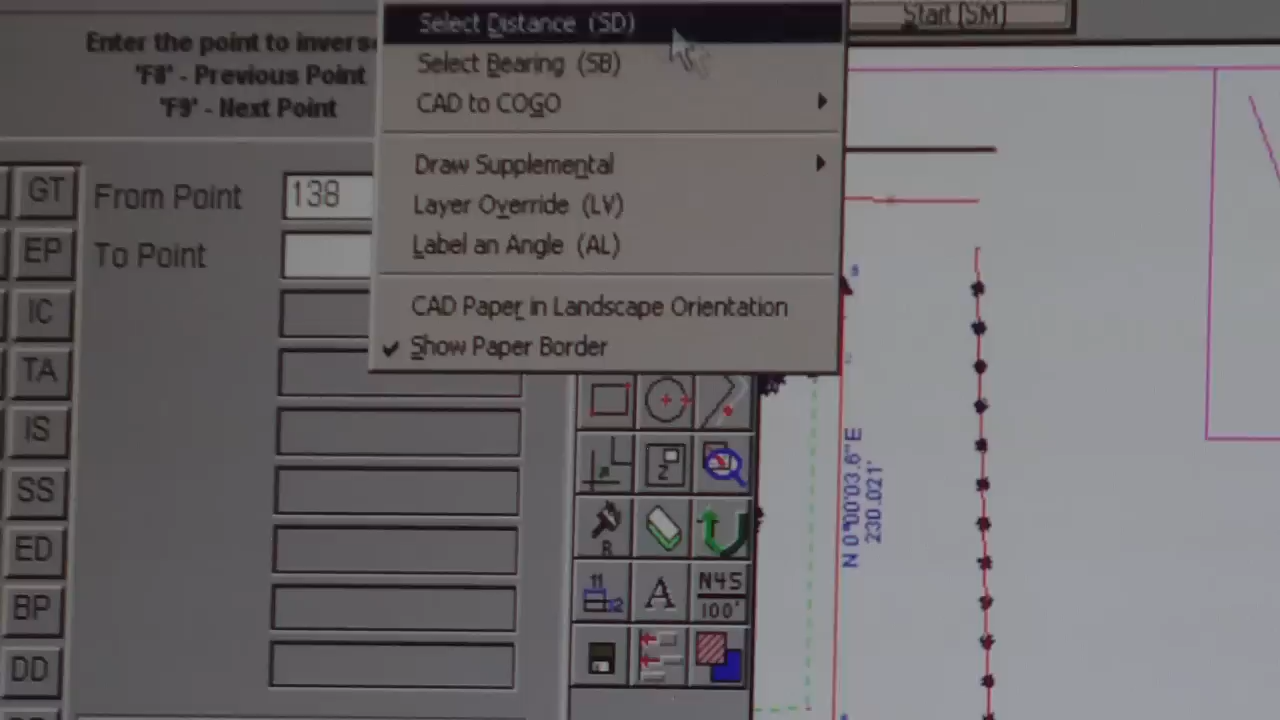 Select Distance (SD)
Start [SM]
Enter the point to invers
'F8' - Previous Point
'F9' - Next Point
Select Bearing (SB)
CAD to COGO
Draw Supplemental
Layer Override (LV)
Label an Angle (AL)
CAD Paper in Landscape Orientation
Show Paper Border
GT
From Point
138
EP
To Point
IC
TA
IS
SS
ED
BP
DD
Z
R
11
12
A
N45
100'
N 0°00'03.6" E
230.021'